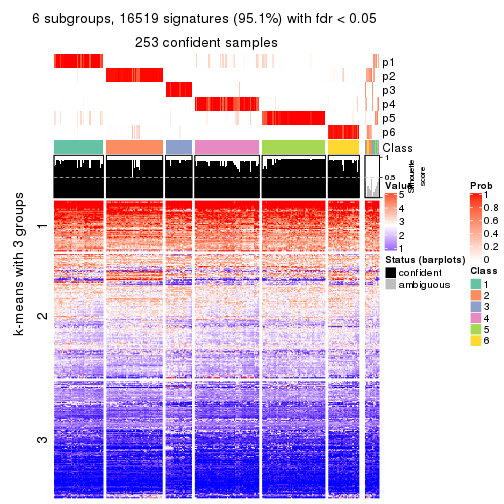 6 subgroups, 16519 signatures (95.1%) with fdr < 0.05
253 confident samples
p1
p2
p3
p4
p5
p6
Class
1
0.5
Silhouette
score
k-means with 3 groups
1
2
3
Value
5
4
3
2
1
Status (barplots)
confident
ambiguous
Prob
1
0.8
0.6
0.4
0.2
0
Class
1
2
3
4
5
6